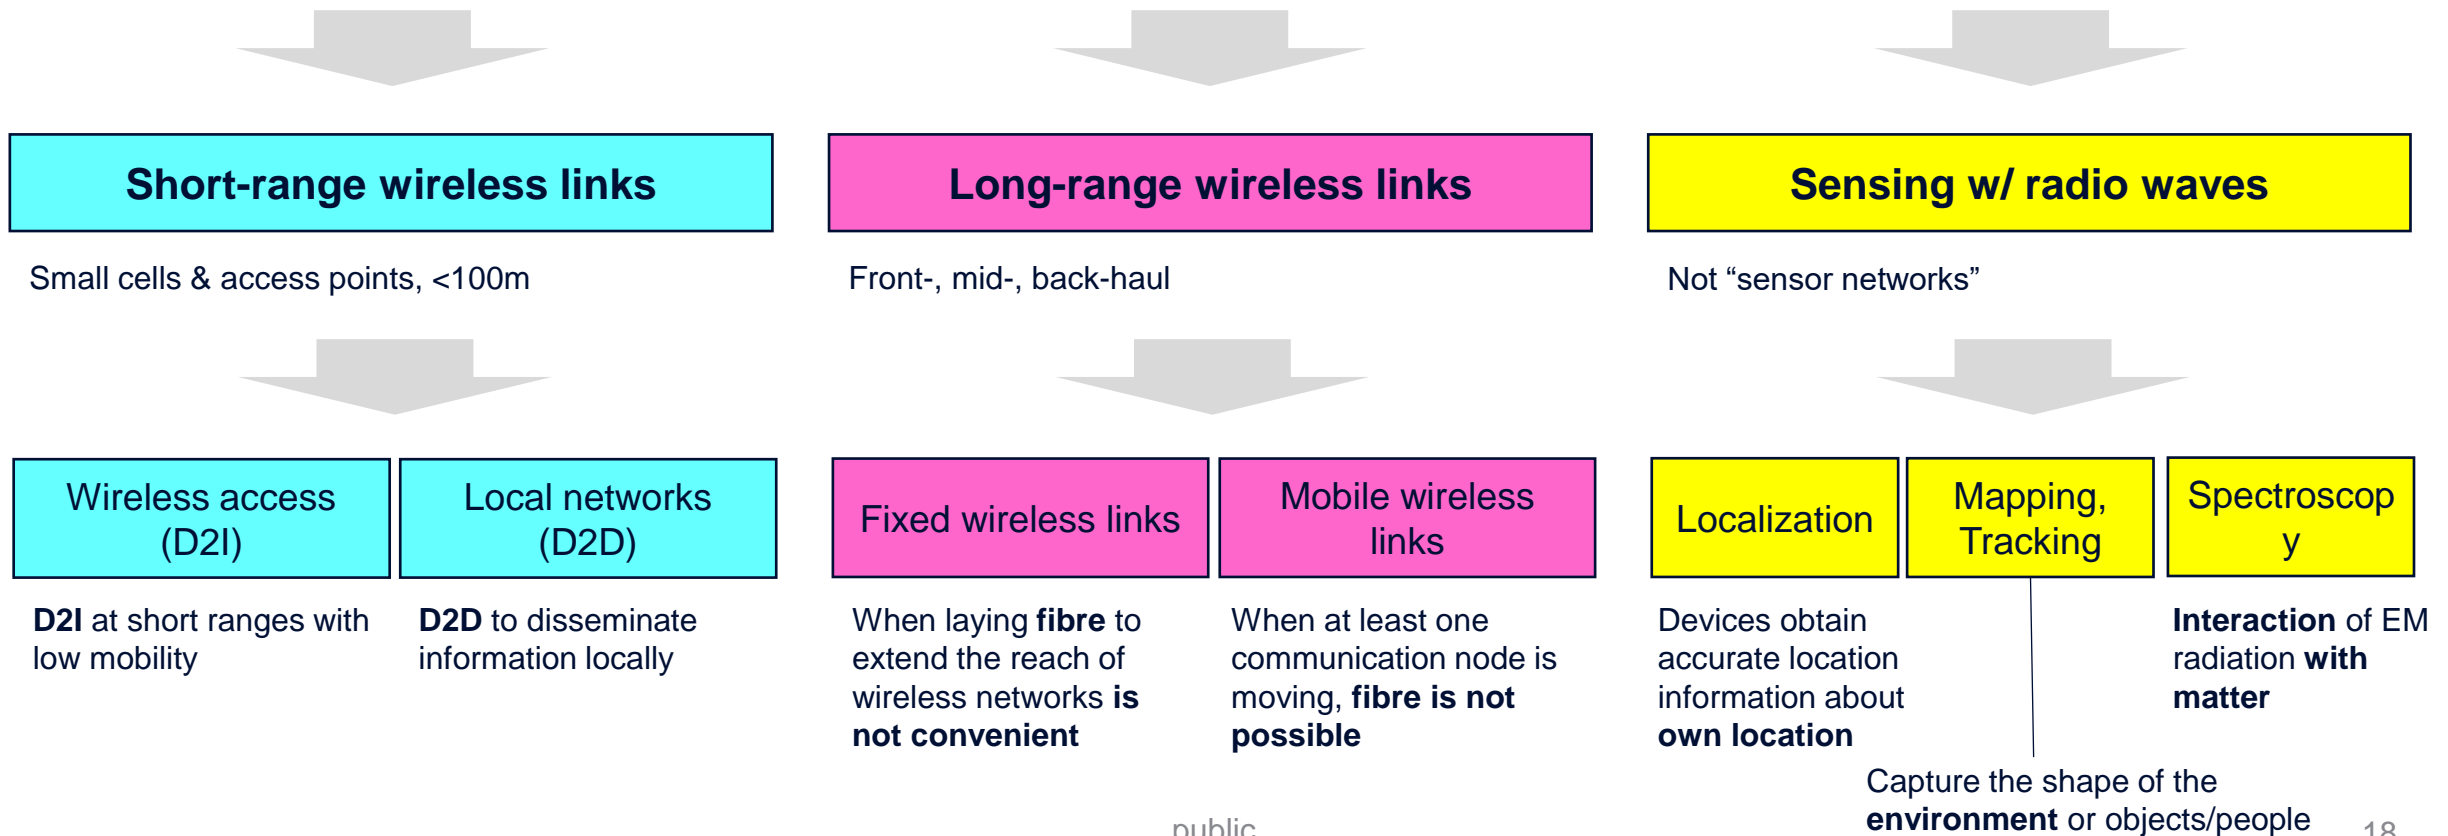 Short-range wireless links
Long-range wireless links
Sensing w/ radio waves
Small cells & access points, <100m
Front-, mid-, back-haul
Not “sensor networks”
Wireless access
(D2I)
Local networks
(D2D)
Fixed wireless links
Mobile wireless
links
Localization
Mapping,
Tracking
Spectroscop
y
D2I at short ranges with
low mobility
D2D to disseminate
information locally
When laying fibre to
extend the reach of
wireless networks is
not convenient
When at least one
communication node is
moving, fibre is not
possible
Devices obtain
accurate location
information about
own location
Interaction of EM
radiation with
matter
Capture the shape of the
environment or objects/people
public
18